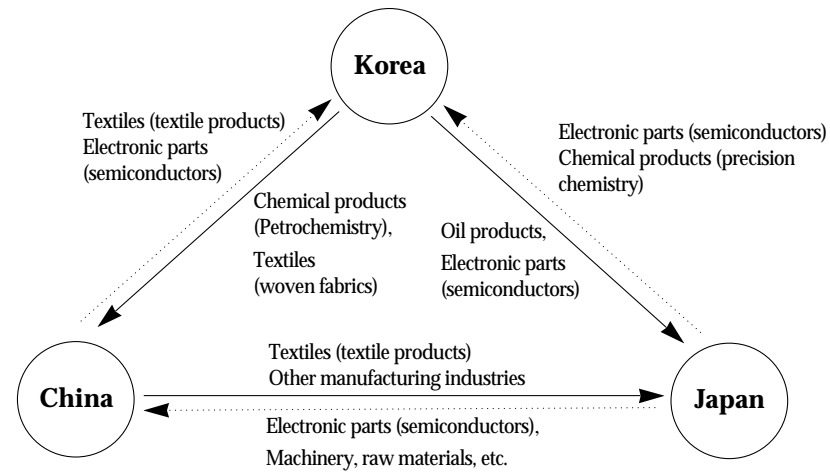 Korea
Textiles (textile products)
Electronic parts
(semiconductors)
Electronic parts (semiconductors)
Chemical products (precision
chemistry)
Chemical products
(Petrochemistry),
Textiles
(woven fabrics)
Oil products,
Electronic parts
(semiconductors)
China
Textiles (textile products)
Other manufacturing industries
Japan
Electronic parts (semiconductors),
Machinery, raw materials, etc.